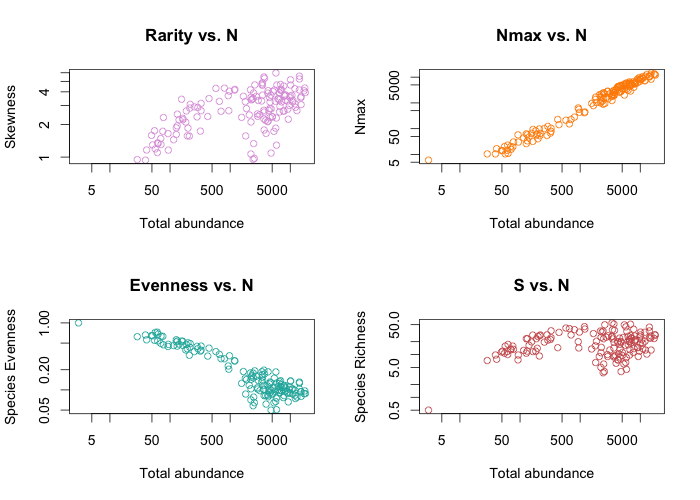 Rarity vs. N
Skewness
1 2 4
5 50 500 5000
Total abundance
Nmax vs. N
Nmax
5 50 5000
5 50 500 5000
Total abundance
Evenness vs. N
Species Evenness
0.05 0.20 1.00
5 50 500 5000
Total abundance
S vs. N
Species Richness
0.5 5.0 50.0
5 50 500 5000
Total abundance